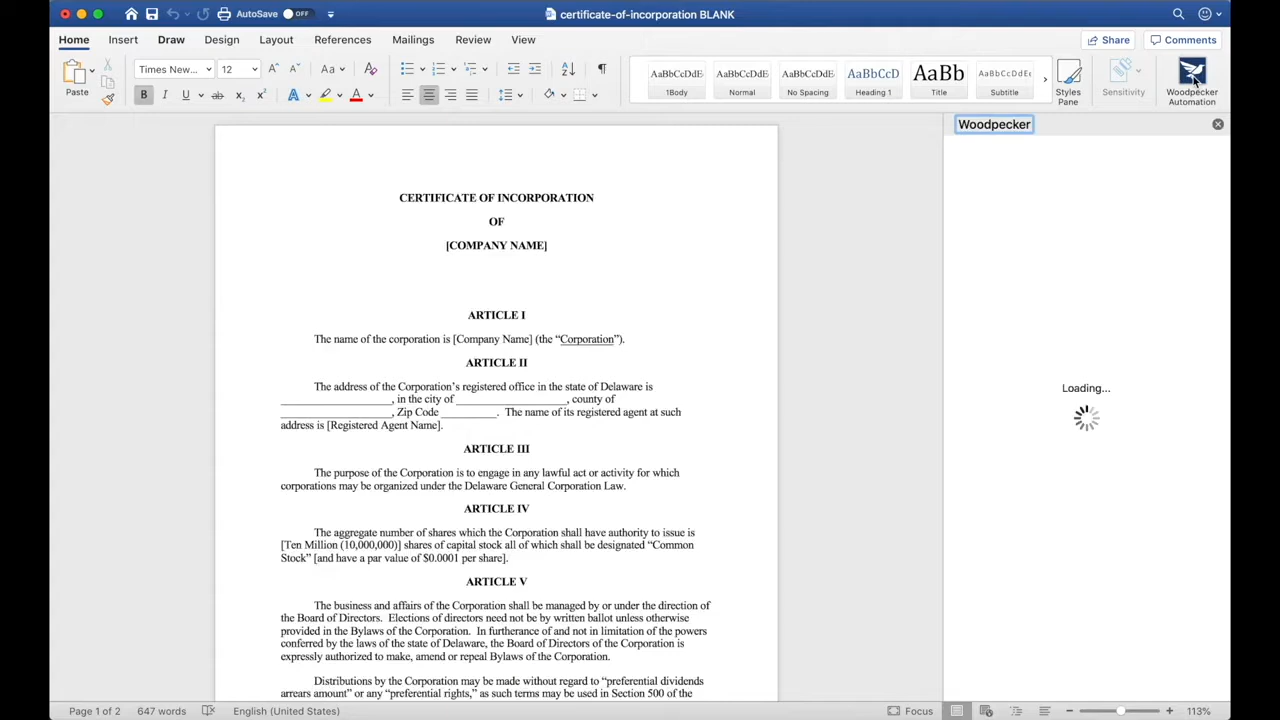 AutoSave OFF
certificate-of-incorporation BLANK
Home Insert Draw Design Layout References Mailings Review View
Share Comments
Paste
Times New... 12
Aa
B I U ab x2 x2 A A
AaBbCcDdE 1Body
AaBbCcDdE Normal
AaBbCcDdE No Spacing
AaBbCcD Heading 1
AaBb Title
AaBbCcDdE Subtitle
Styles
Pane
Sensitivity
Woodpecker
Automation
Woodpecker
Loading...
CERTIFICATE OF INCORPORATION
OF
[COMPANY NAME]
ARTICLE I
The name of the corporation is [Company Name] (the “Corporation”).
ARTICLE II
The address of the Corporation’s registered office in the state of Delaware is
____________________, in the city of ____________________, county of
____________________, Zip Code __________. The name of its registered agent at such
address is [Registered Agent Name].
ARTICLE III
The purpose of the Corporation is to engage in any lawful act or activity for which
corporations may be organized under the Delaware General Corporation Law.
ARTICLE IV
The aggregate number of shares which the Corporation shall have authority to issue is
[Ten Million (10,000,000)] shares of capital stock all of which shall be designated “Common
Stock” [and have a par value of $0.0001 per share].
ARTICLE V
The business and affairs of the Corporation shall be managed by or under the direction of
the Board of Directors. Elections of directors need not be by written ballot unless otherwise
provided in the Bylaws of the Corporation. In furtherance of and not in limitation of the powers
conferred by the laws of the state of Delaware, the Board of Directors of the Corporation is
expressly authorized to make, amend or repeal Bylaws of the Corporation.
Distributions by the Corporation may be made without regard to “preferential dividends
arrears amount” or any “preferential rights,” as such terms may be used in Section 500 of the
Page 1 of 2 647 words English (United States) Focus 113%